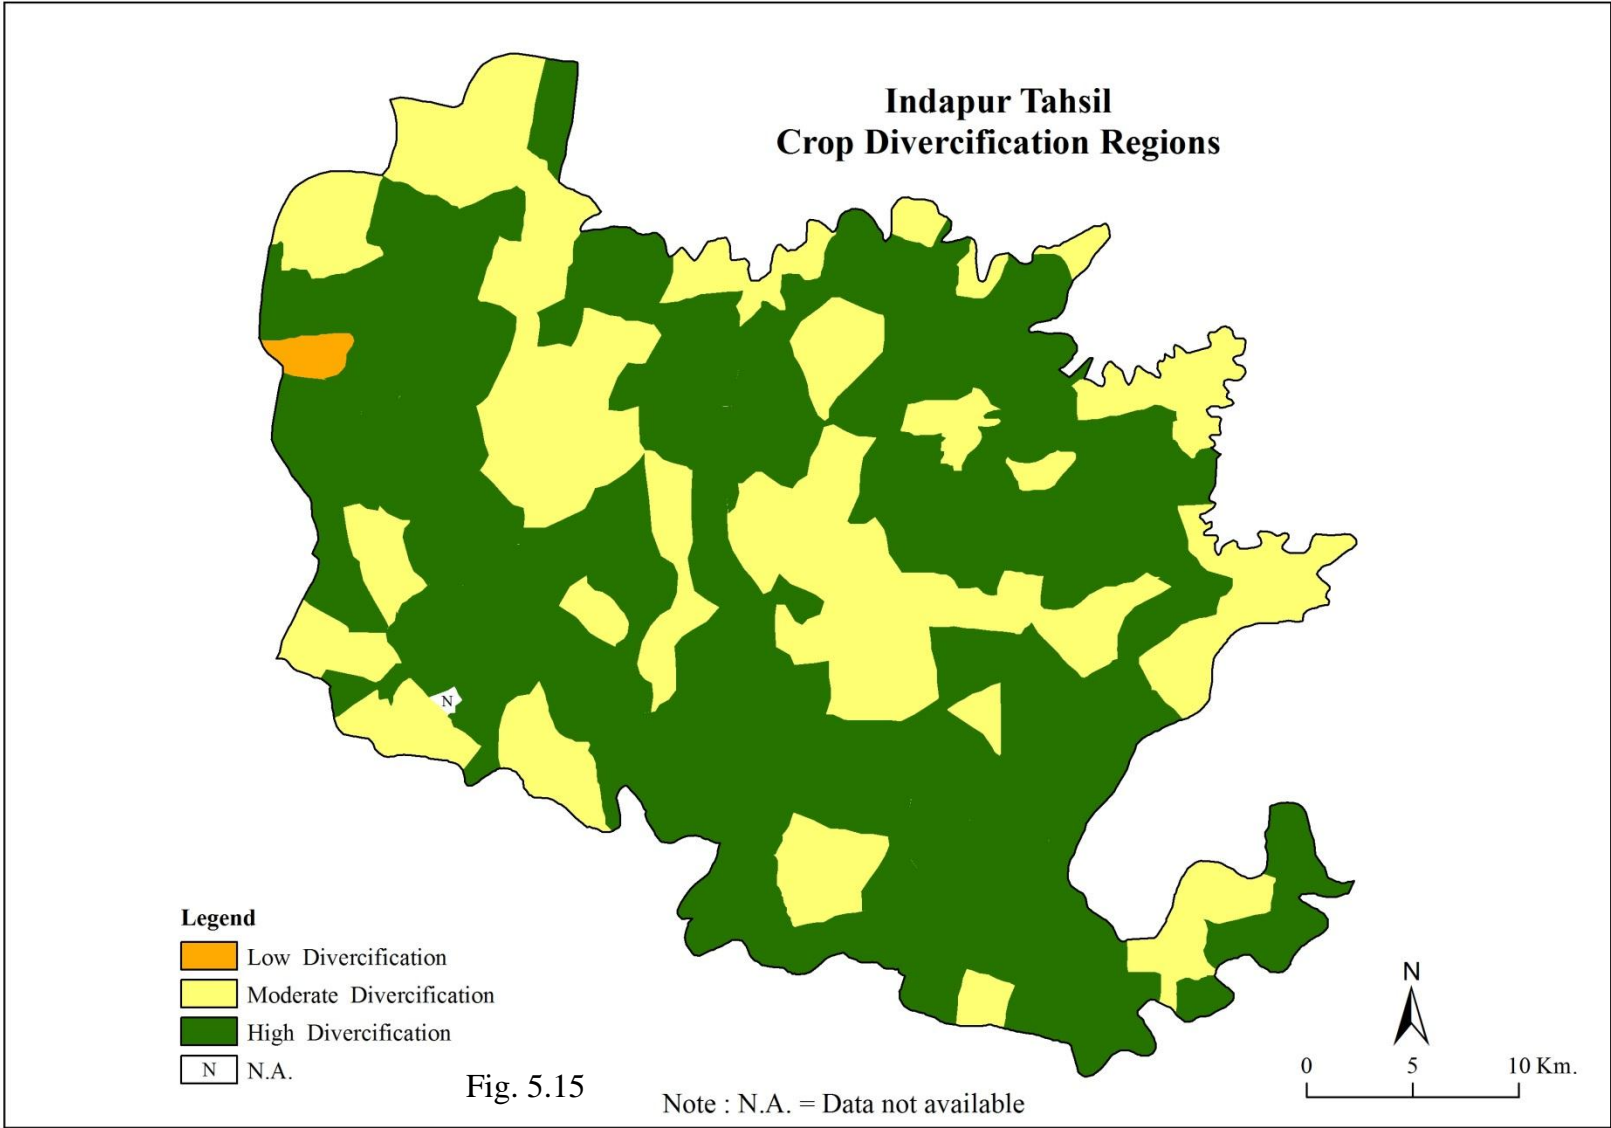 Indapur Tahsil
Crop Divercification Regions
N
Legend
Low Divercification
Moderate Divercification
High Divercification
N N.A.
Fig. 5.15
Note : N.A. = Data not available
N
0 5 10 Km.